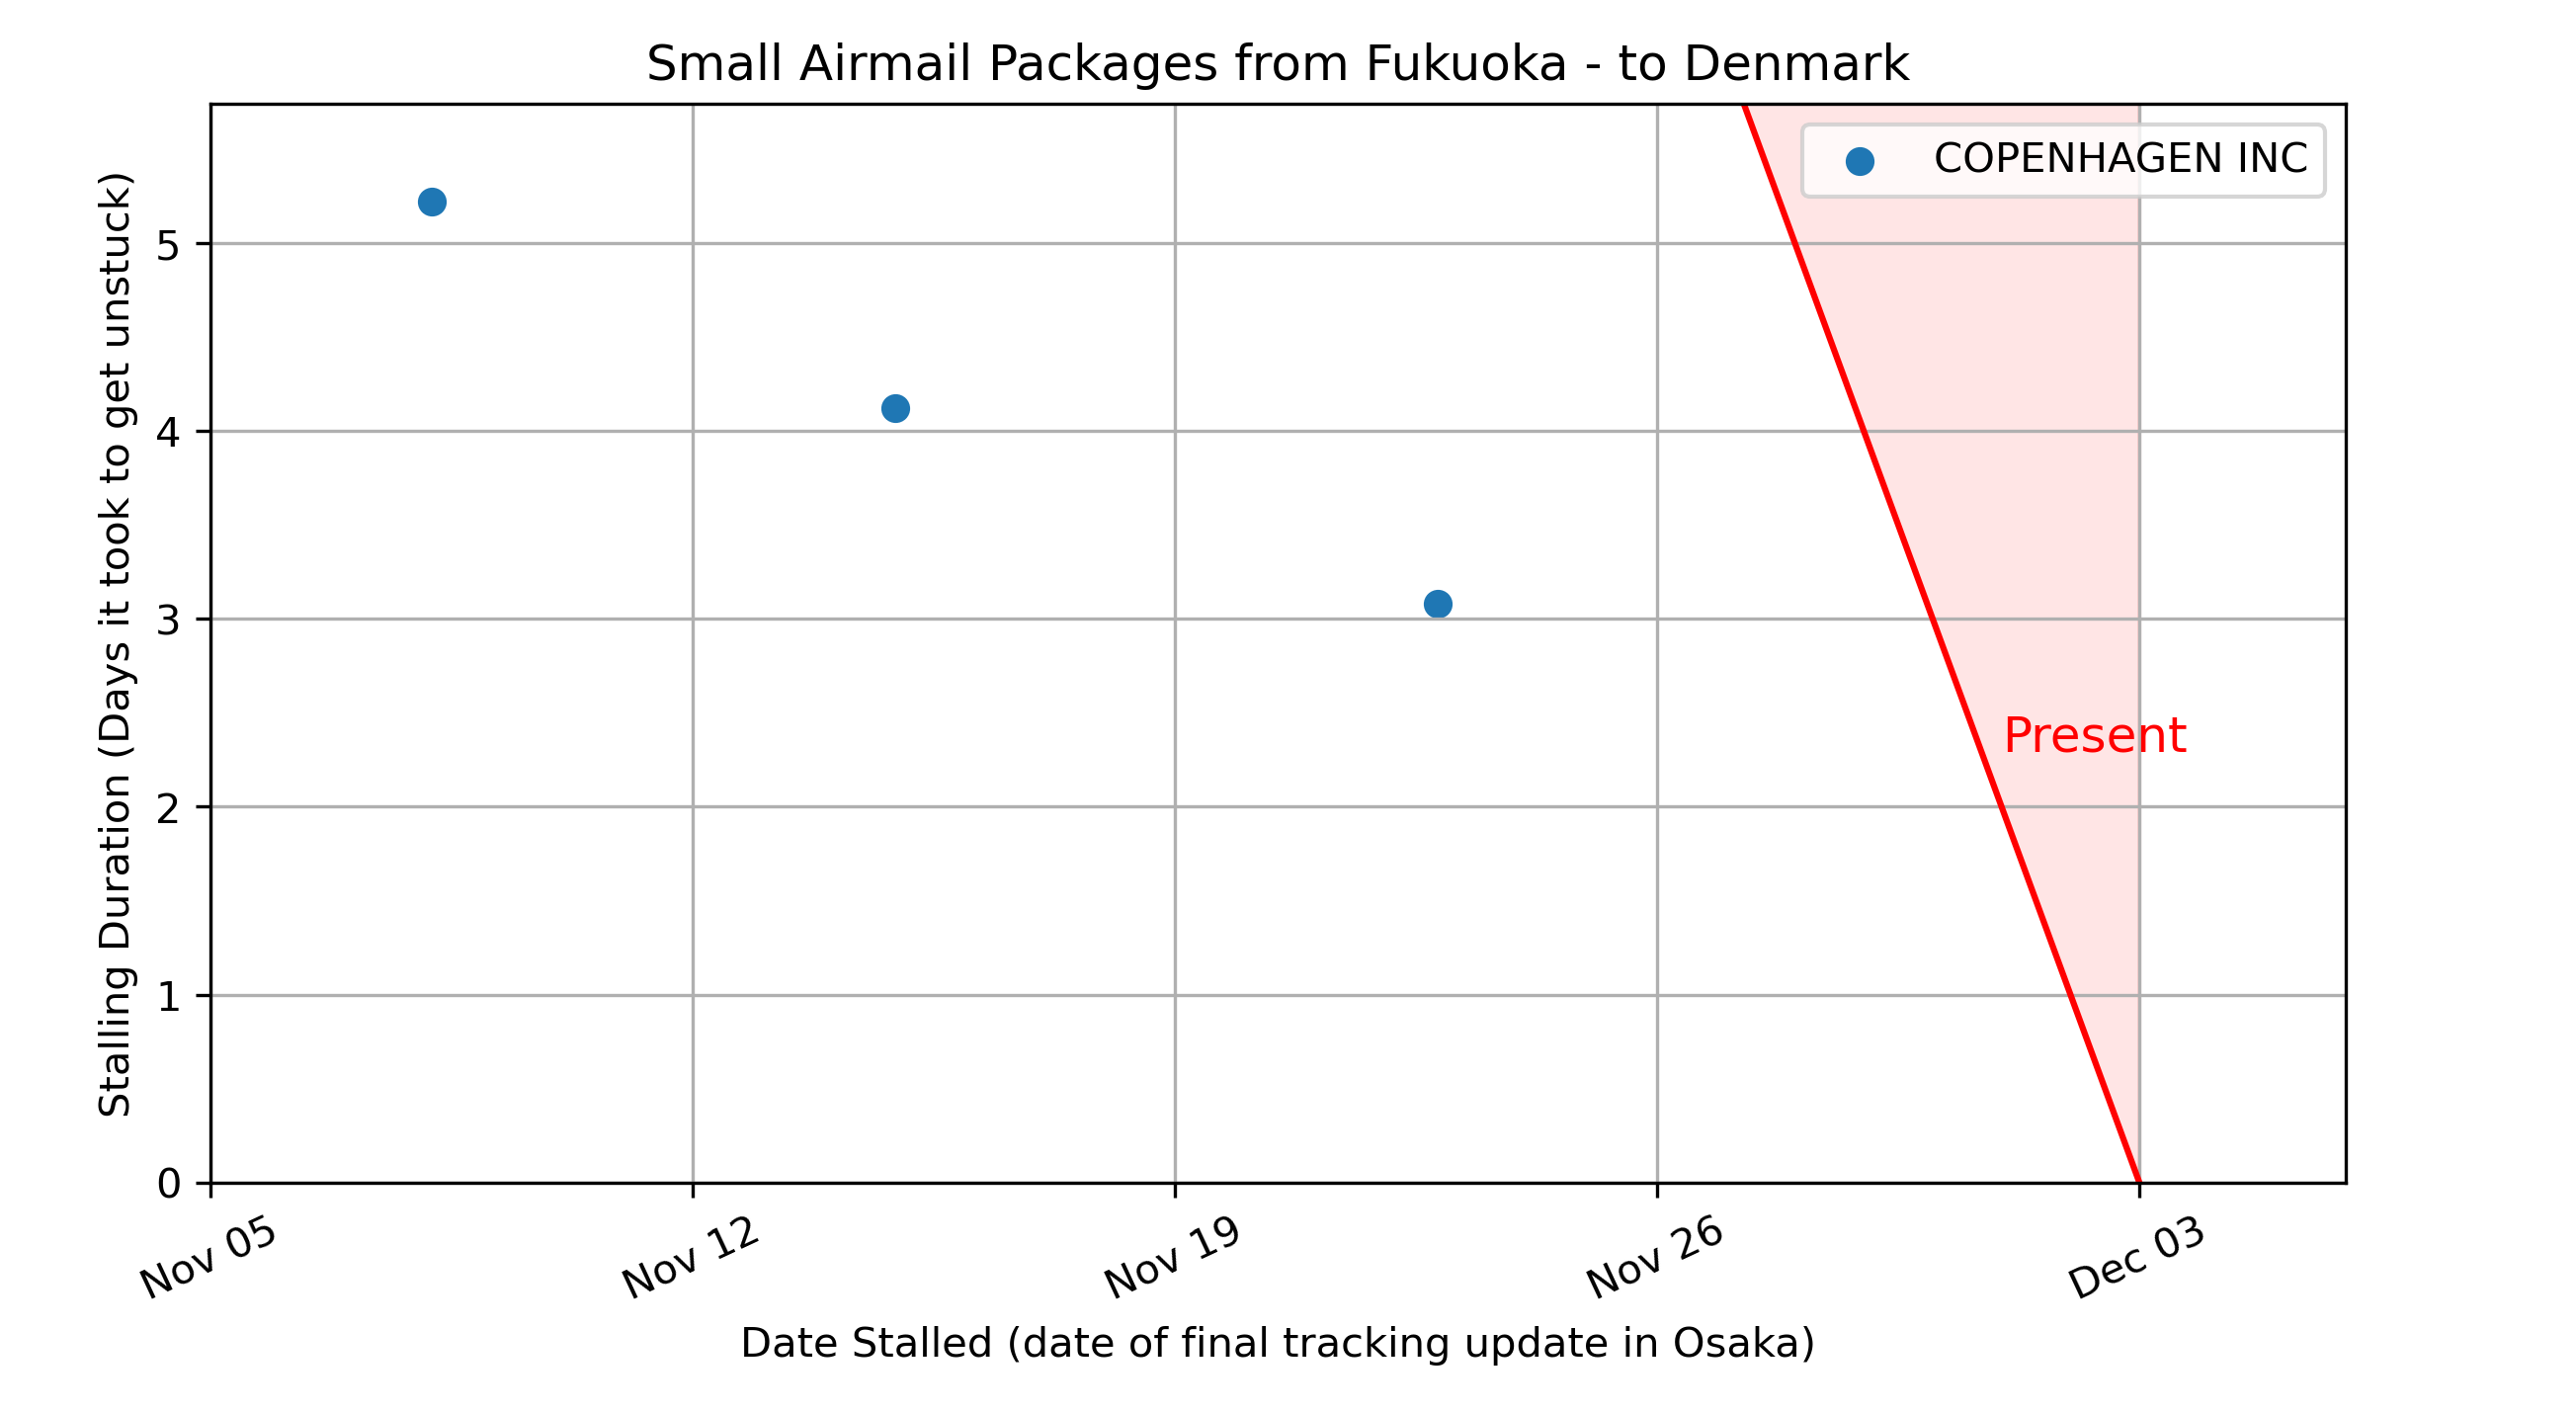 Small Airmail Packages from Fukuoka - to Denmark
COPENHAGEN INC
Stalling Duration (Days it took to get unstuck)
5
4
3
2
1
0
Present
Nov 05
Nov 12
Nov 19
Nov 26
Dec 03
Date Stalled (date of final tracking update in Osaka)